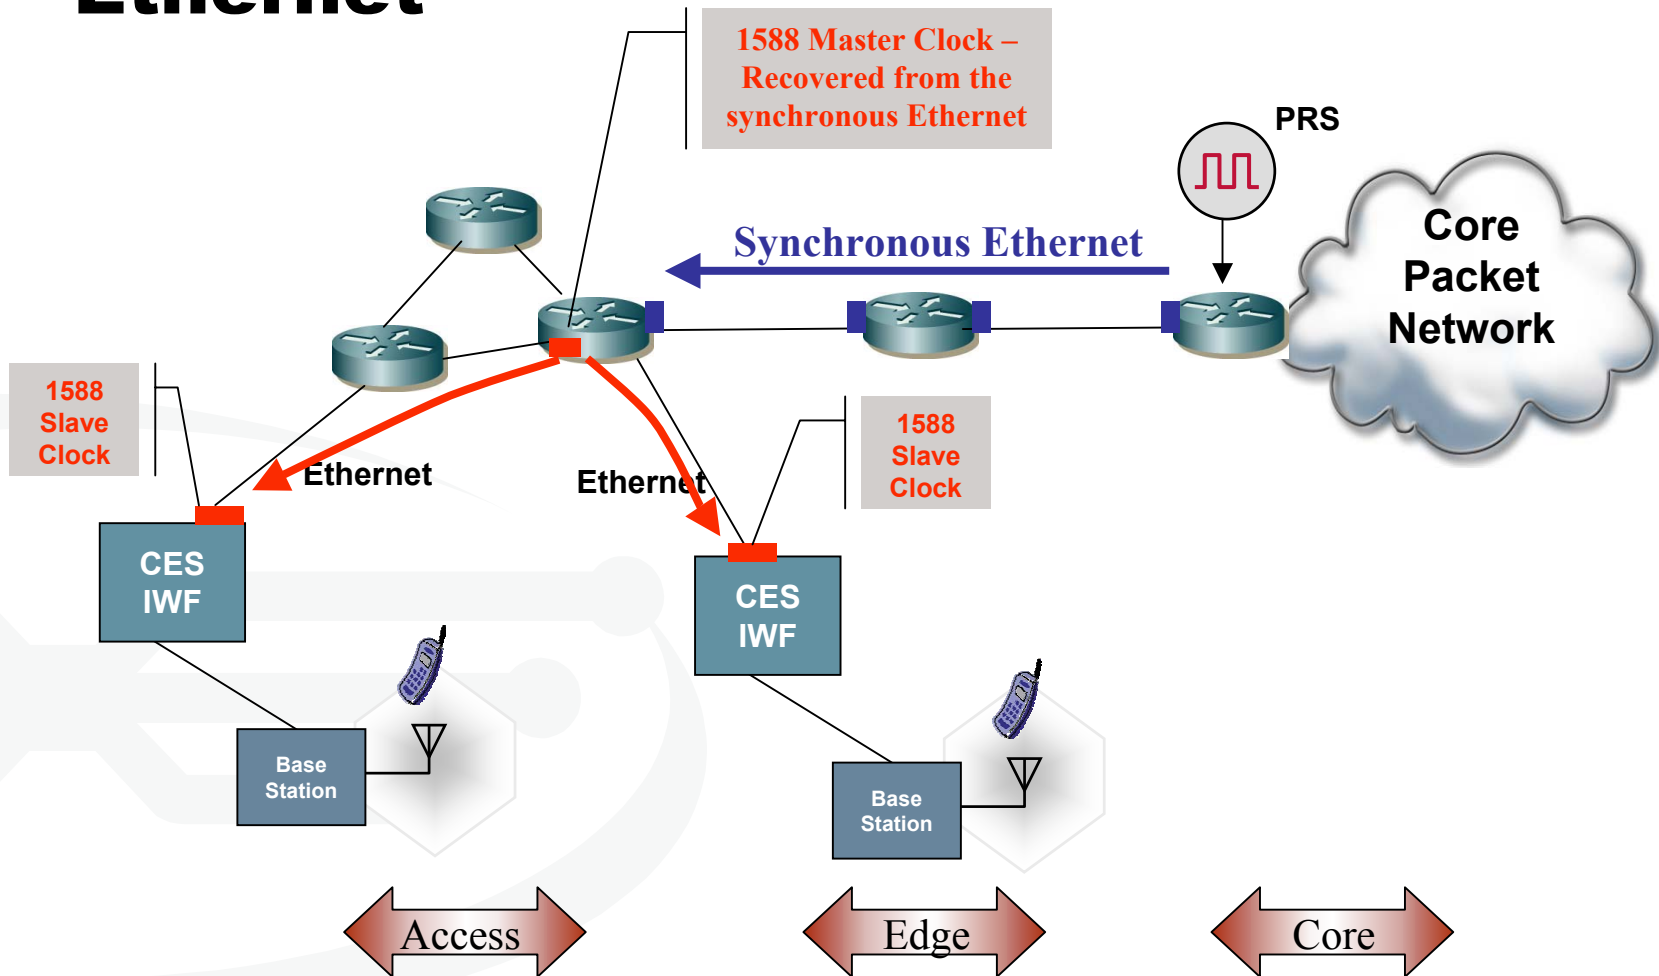 Ethernet
1588 Master Clock –
Recovered from the
synchronous Ethernet
PRS
Core
Packet
Network
Synchronous Ethernet
1588
Slave
Clock
Ethernet
Ethernet
1588
Slave
Clock
CES
IWF
CES
IWF
Base
Station
Base
Station
Access
Edge
Core